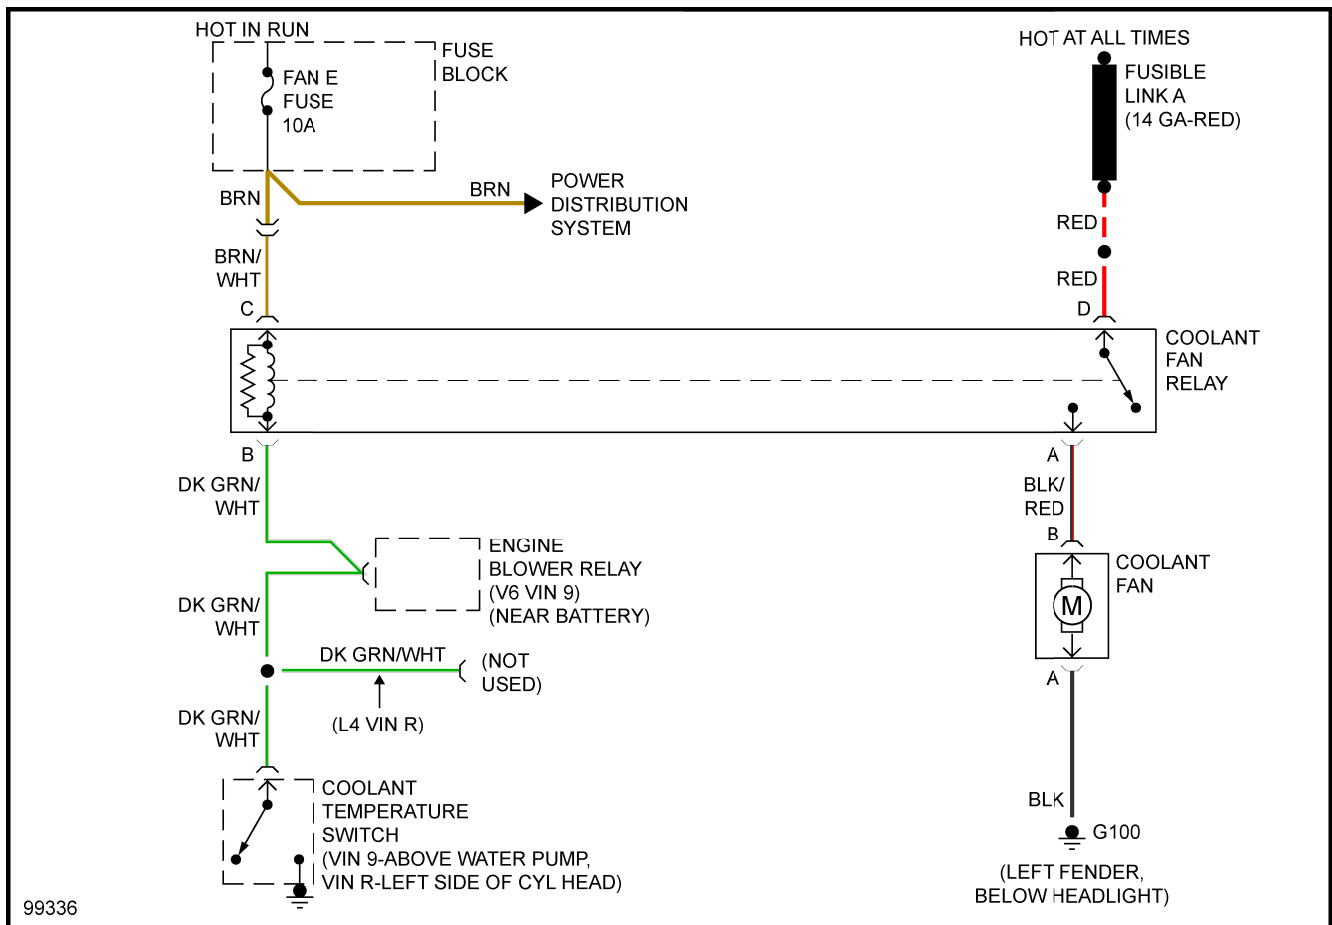 HOT IN RUN
FUSE
BLOCK
FAN E
FUSE
10A
BRN
BRN
POWER
DISTRIBUTION
SYSTEM
BRN/
WHT
C
HOT AT ALL TIMES
FUSIBLE
LINK A
(14 GA-RED)
RED
RED
D
COOLANT
FAN
RELAY
B
DK GRN/
WHT
A
BLK/
RED
B
ENGINE
BLOWER RELAY
(V6 VIN 9)
(NEAR BATTERY)
COOLANT
FAN
M
DK GRN/
WHT
DK GRN/WHT
(NOT
USED)
(L4 VIN R)
A
DK GRN/
WHT
COOLANT
TEMPERATURE
SWITCH
(VIN 9-ABOVE WATER PUMP,
VIN R-LEFT SIDE OF CYL HEAD)
BLK
G100
(LEFT FENDER,
BELOW HEADLIGHT)
99336